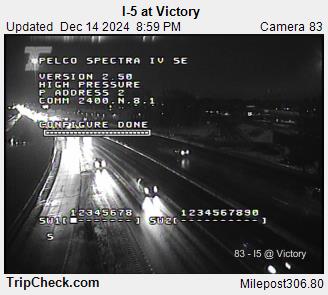 I-5 at Victory
Updated Dec 14 2024 8:59 PM Camera 83
PELCO SPECTRA IV SE
VERSION 2.50
HIGH PRESSURE
P ADDRESS 2
COMM 2400.N.8.1
CONFIGURE DONE
12345678 1234567890
SW1[ SW2[
S
83 - I5 @ Victory
TripCheck.com Milepost306.80